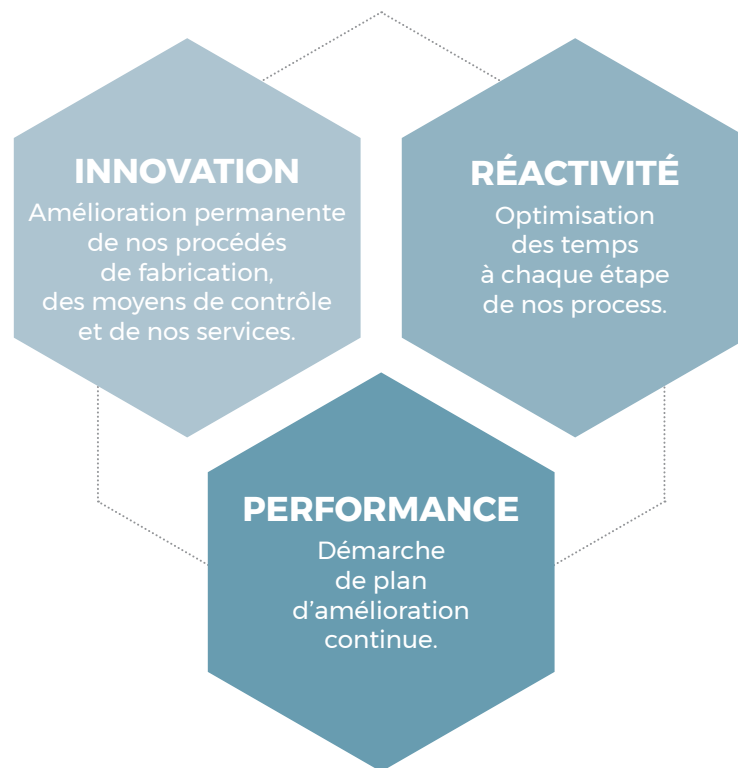 INNOVATION
Amélioration permanente
de nos procédés
de fabrication,
des moyens de contrôle
et de nos services.
RÉACTIVITÉ
Optimisation
des temps
à chaque étape
de nos process.
PERFORMANCE
Démarche
de plan
d’amélioration
continue.